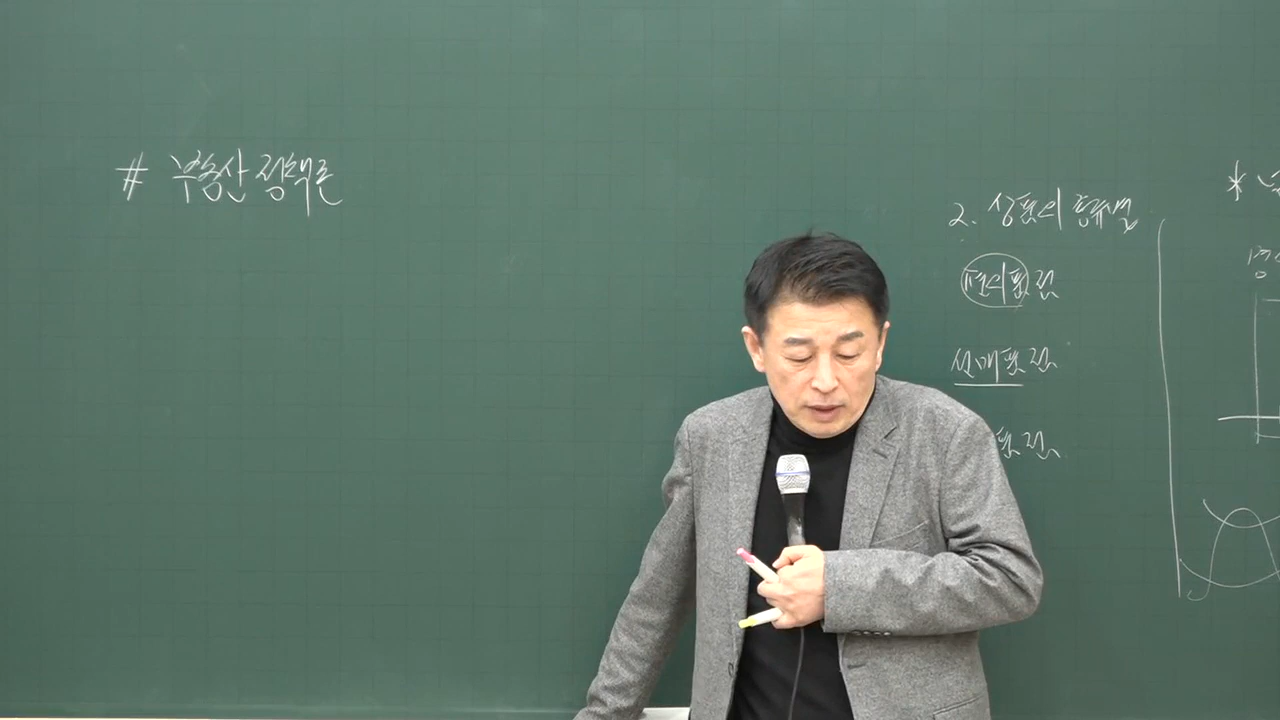 # 부동산 정책론
2. 상품의 종류별
편의품점
선매품점
품점
*